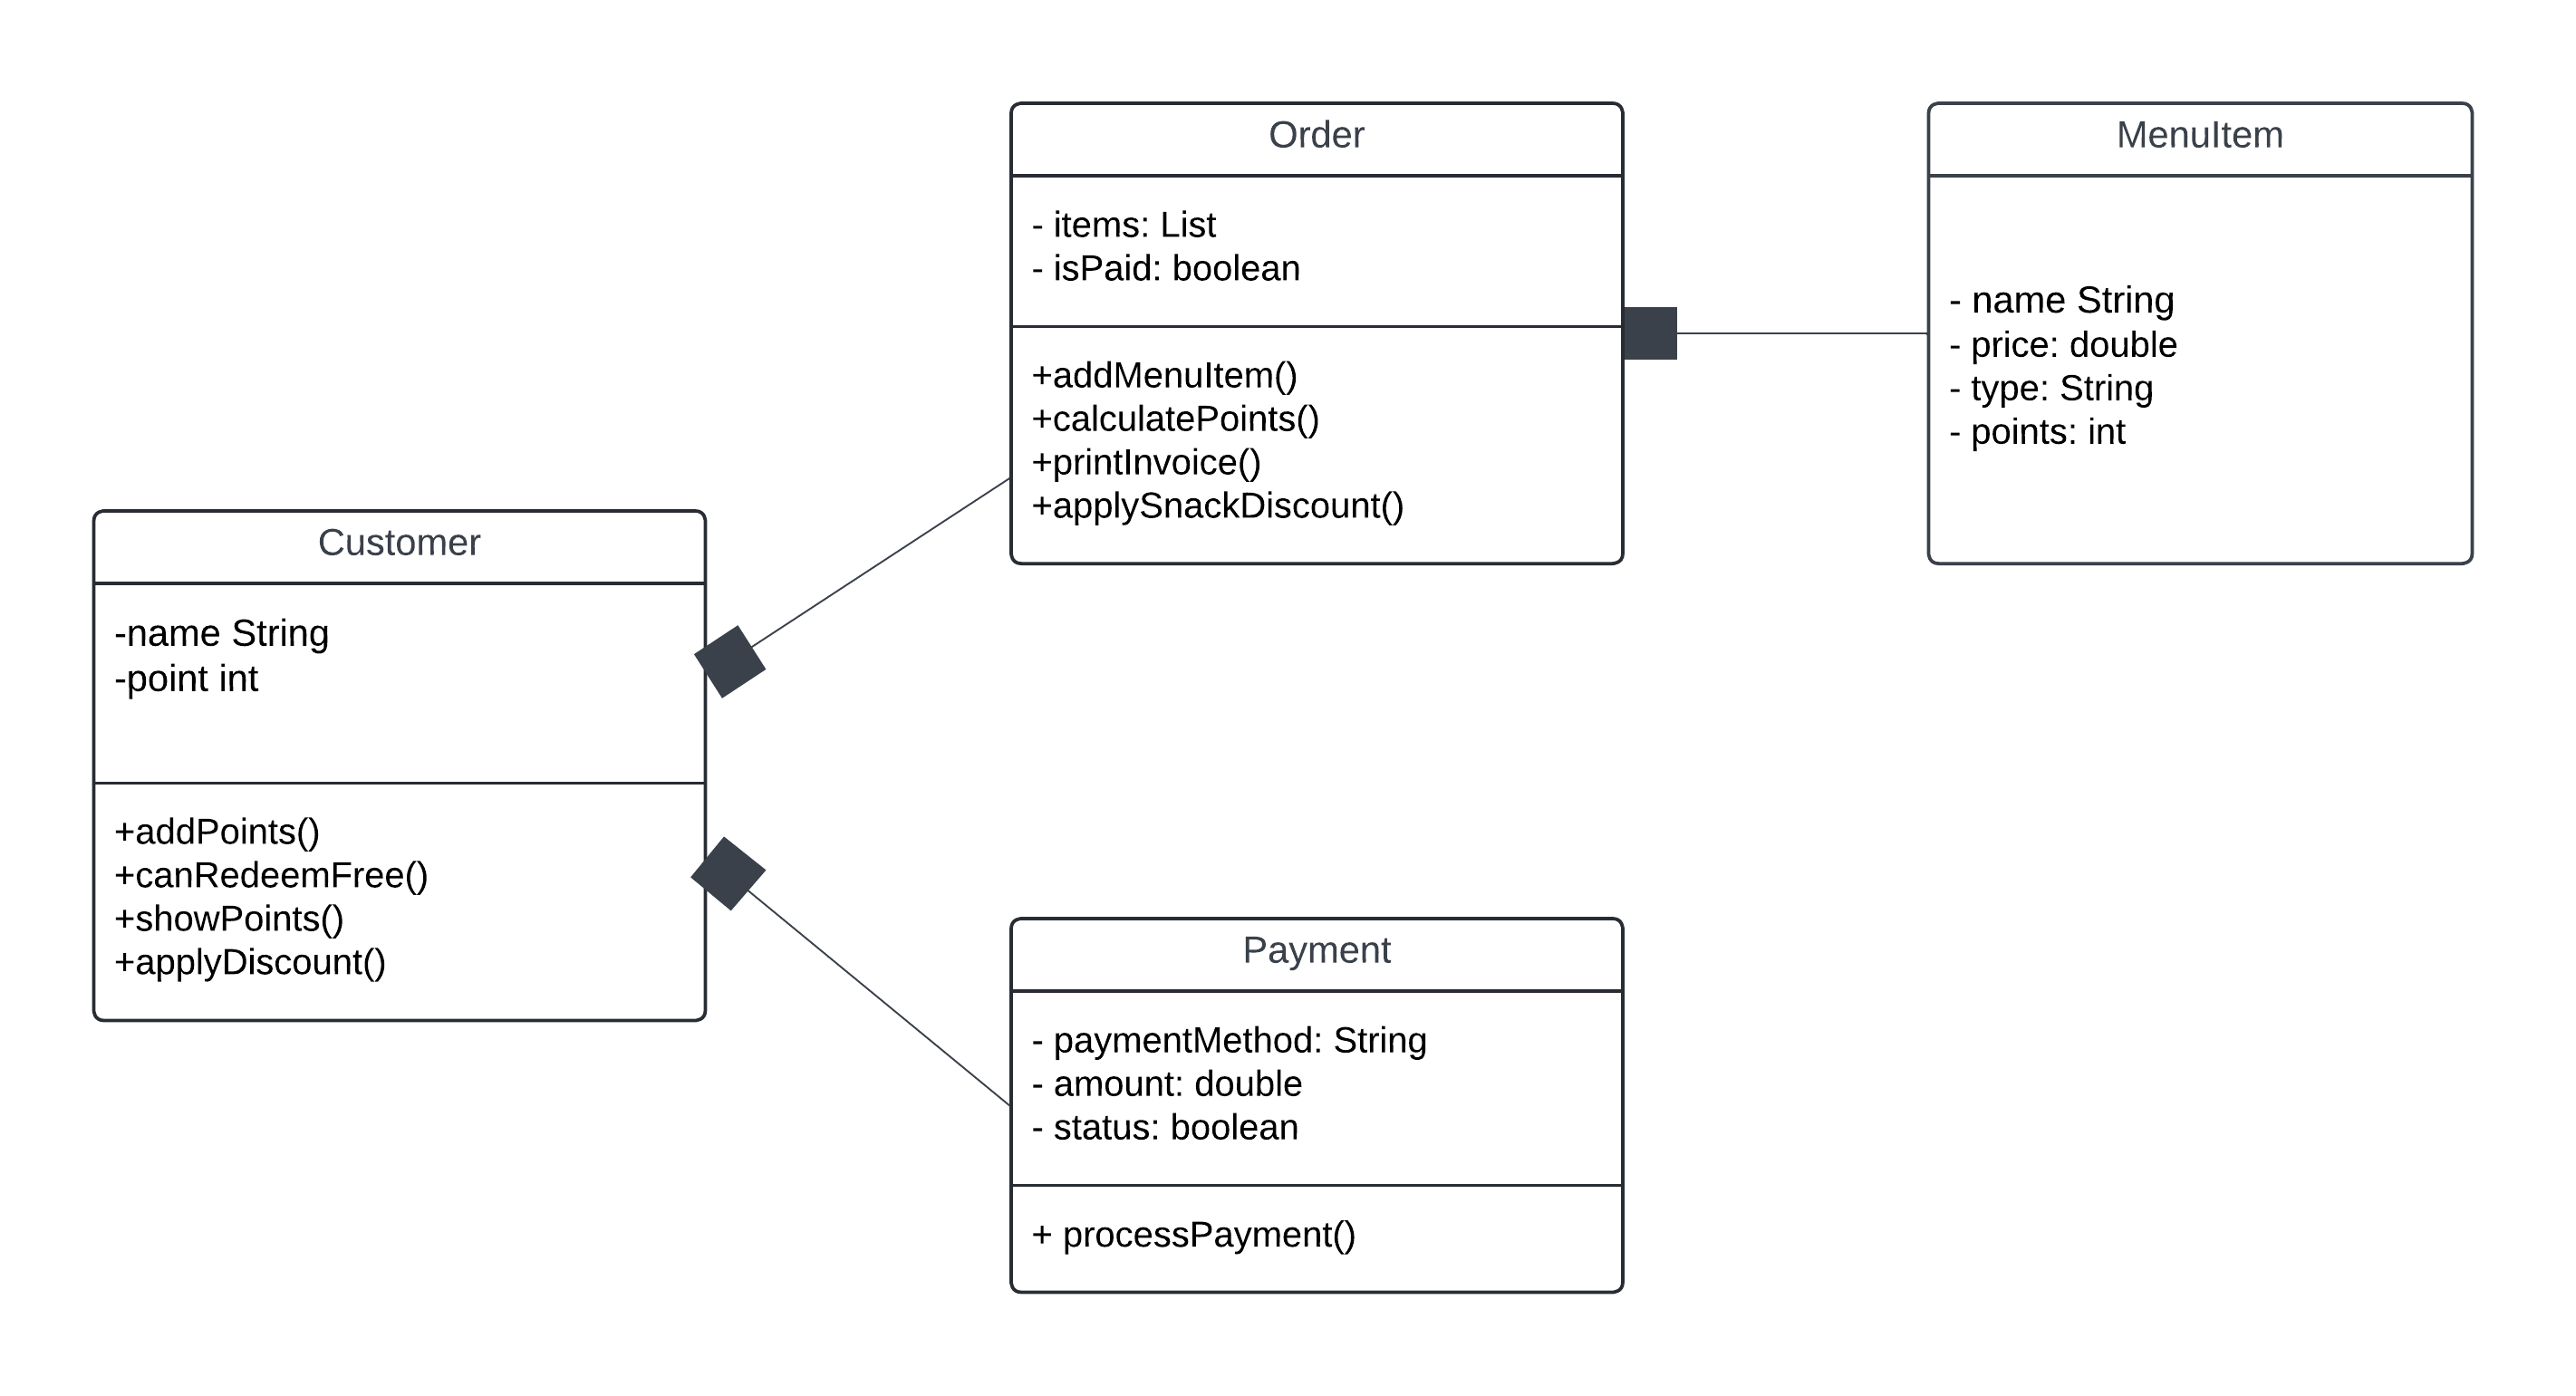 Order
- items: List
- isPaid: boolean
+addMenuItem()
+calculatePoints()
+printInvoice()
+applySnackDiscount()
MenuItem
- name String
- price: double
- type: String
- points: int
Customer
-name String
-point int
+addPoints()
+canRedeemFree()
+showPoints()
+applyDiscount()
Payment
- paymentMethod: String
- amount: double
- status: boolean
+ processPayment()